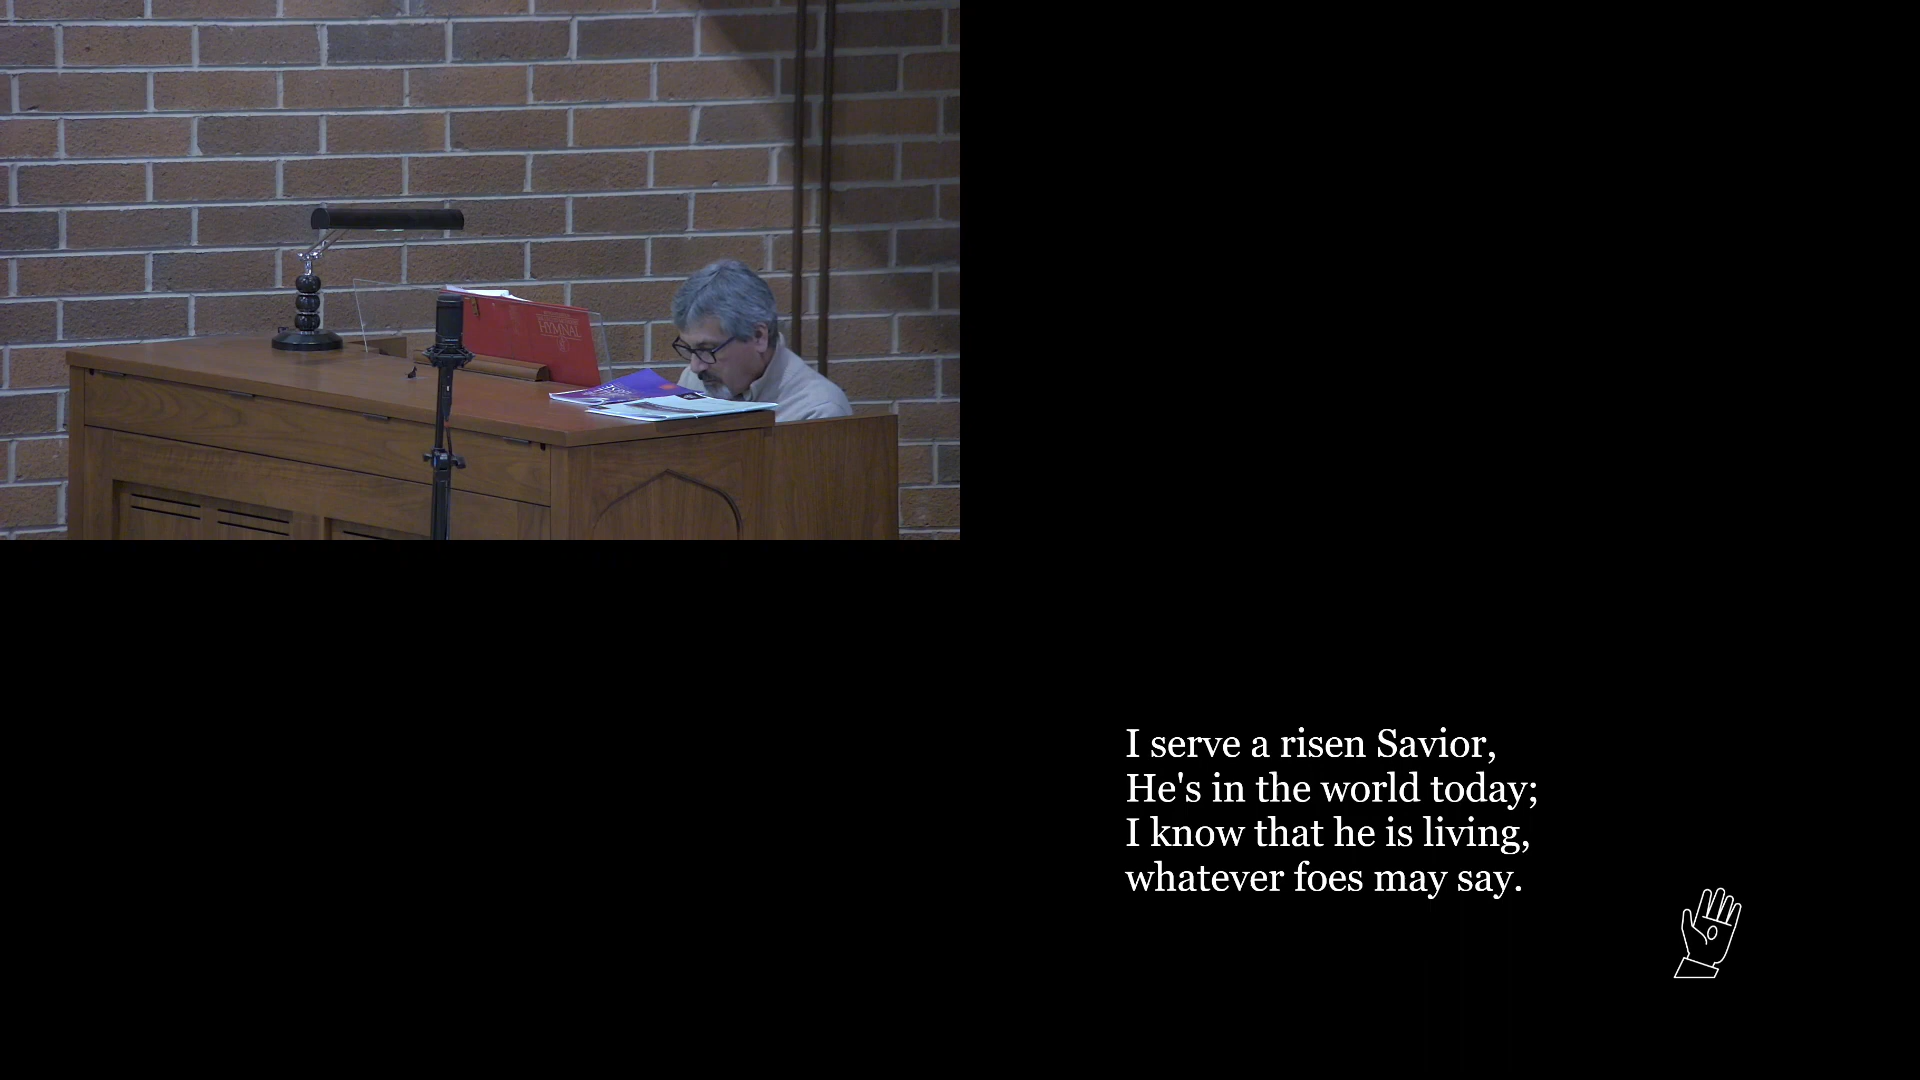 HYMNAL
I serve a risen Savior,
He's in the world today;
I know that he is living,
whatever foes may say.